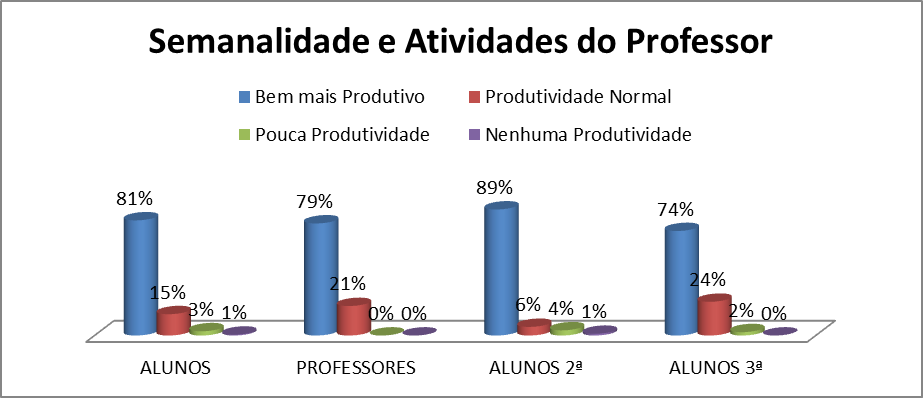 Semanalidade e Atividades do Professor
Bem mais Produtivo
Produtividade Normal
Pouca Produtividade
Nenhuma Produtividade
81%
15%
3%
1%
79%
21%
0%
0%
89%
6%
4%
1%
74%
24%
2%
0%
ALUNOS
PROFESSORES
ALUNOS 2ª
ALUNOS 3ª